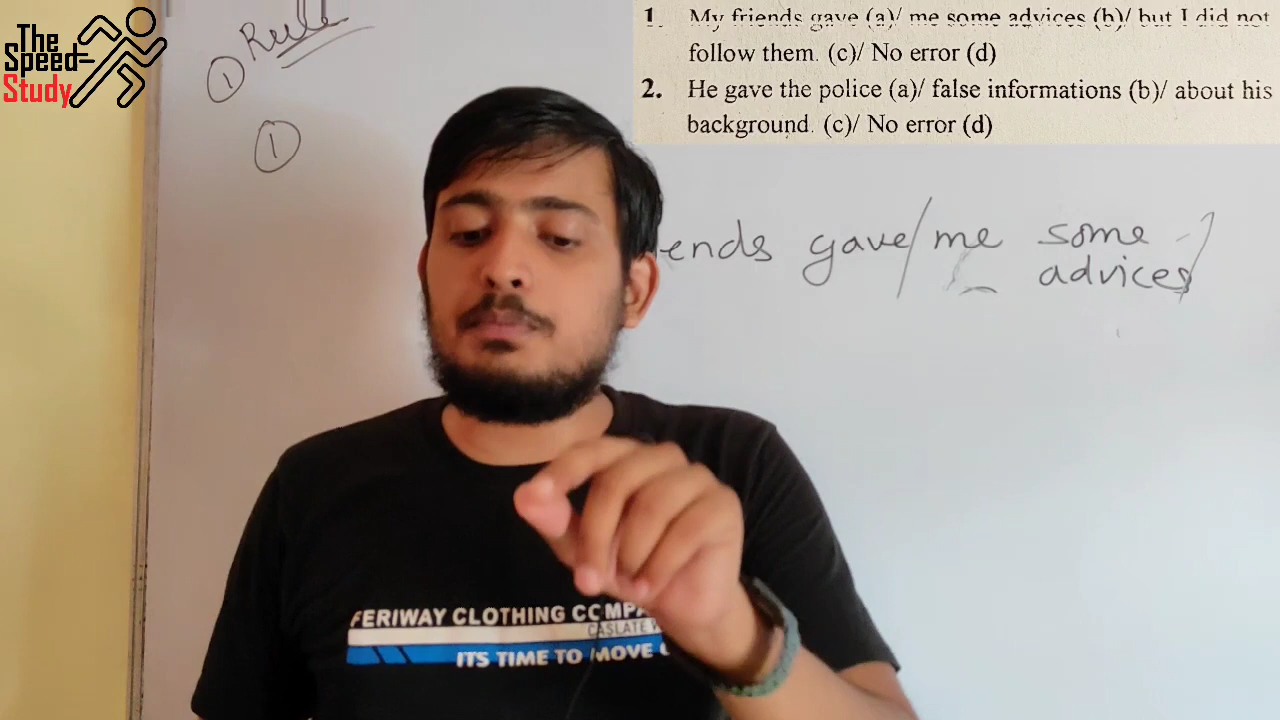 The
Speed-
Study
① Rule
①
1. My friends gave (a)/ me some advices (b)/ but I did not
follow them. (c)/ No error (d)
2. He gave the police (a)/ false informations (b)/ about his
background. (c)/ No error (d)
ends gave/me some /
advices
FERIWAY CLOTHING COMPA
CASLATE
ITS TIME TO MOVE